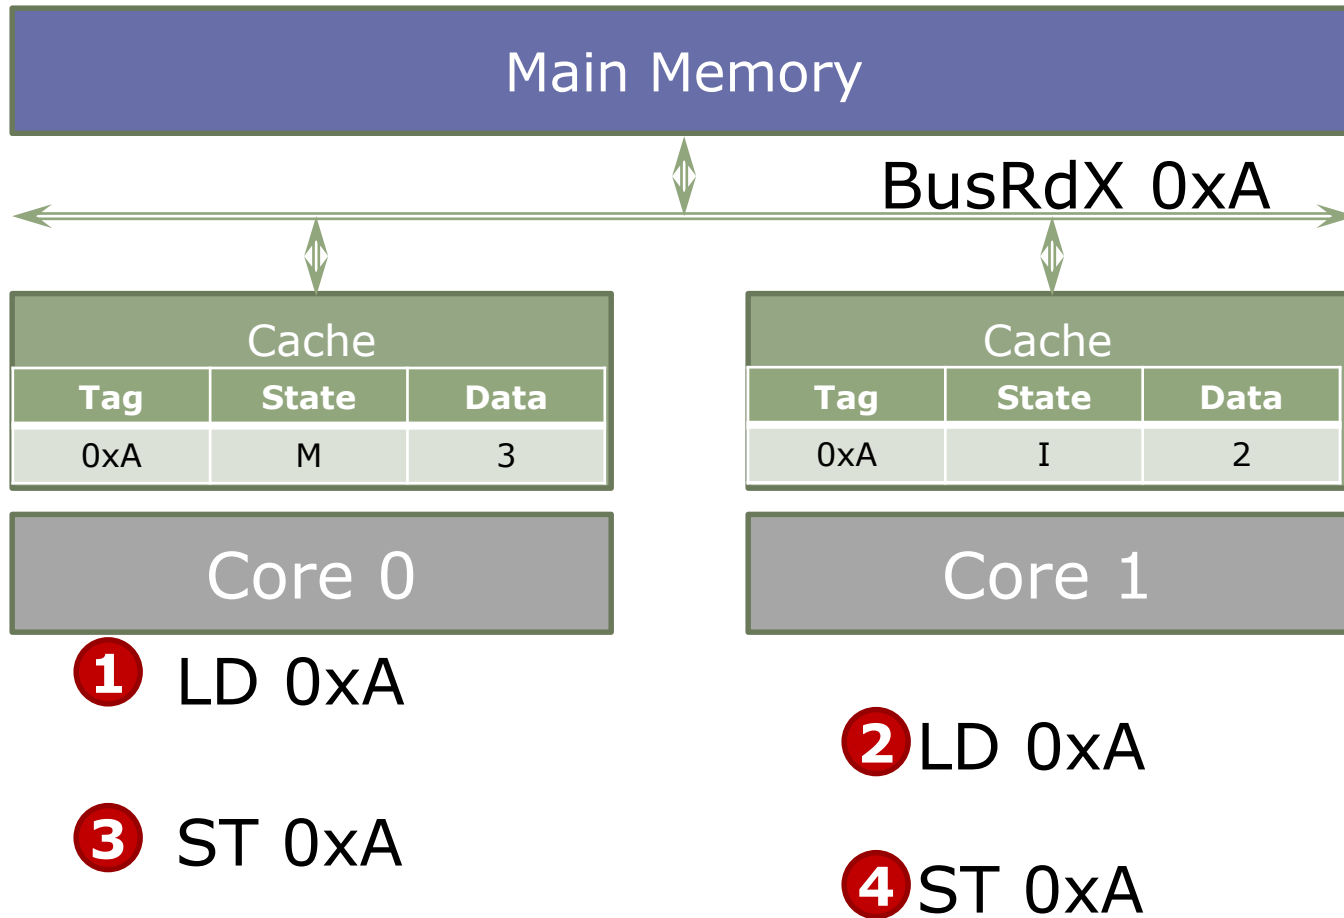 Main Memory
BusRdX 0xA
Cache
Tag State Data
0xA M 3
Cache
Tag State Data
0xA I 2
Core 0
Core 1
1 LD 0xA
2 LD 0xA
3 ST 0xA
4 ST 0xA